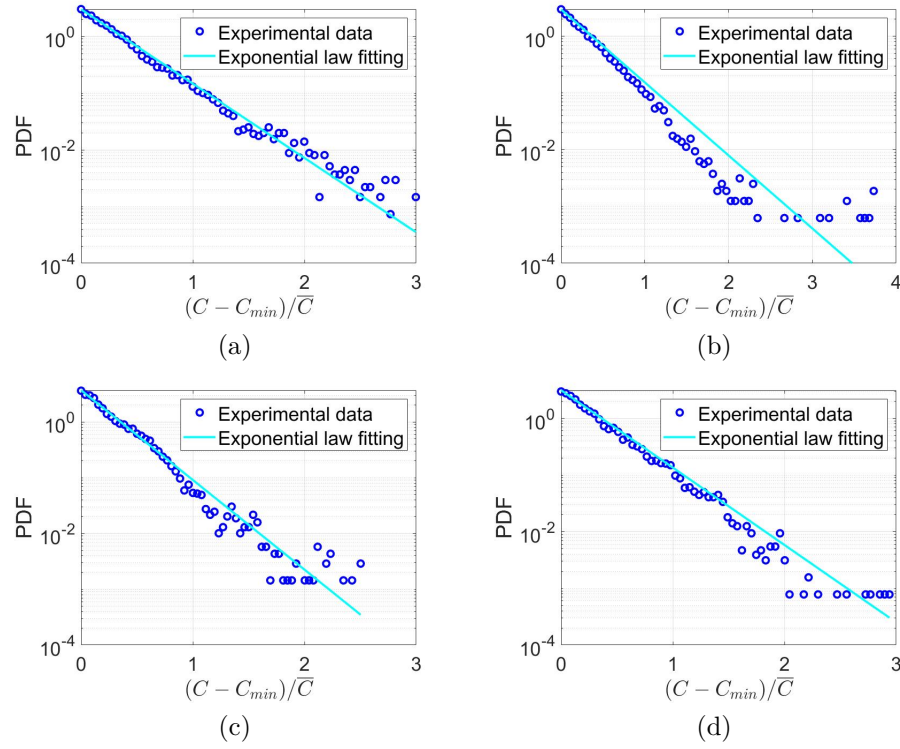 10^0
10^-2
10^-4
PDF
Experimental data
Exponential law fitting
0 1 2 3
(C − C_min)/C̅
(a)
10^0
10^-2
10^-4
PDF
Experimental data
Exponential law fitting
0 1 2 3 4
(C − C_min)/C̅
(b)
10^0
10^-2
10^-4
PDF
Experimental data
Exponential law fitting
0 1 2 3
(C − C_min)/C̅
(c)
10^0
10^-2
10^-4
PDF
Experimental data
Exponential law fitting
0 1 2 3
(C − C_min)/C̅
(d)